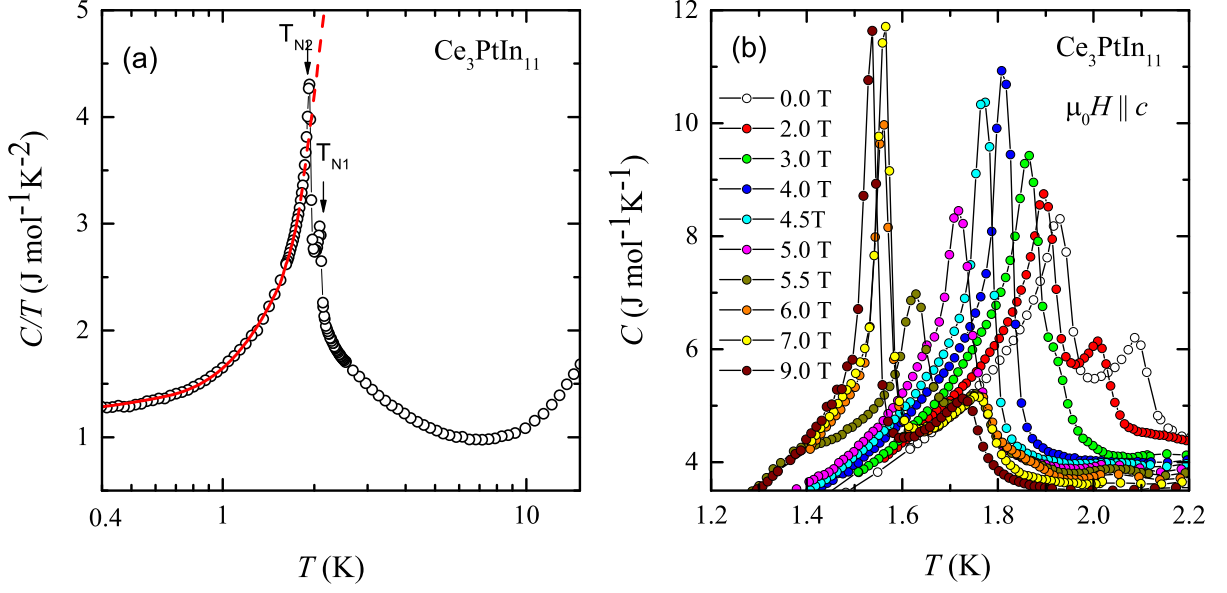 (a)
T_N2
T_N1
Ce₃PtIn₁₁
5
4
3
2
1
C/T (J mol⁻¹K⁻²)
0.4
1
10
T (K)
(b)
Ce₃PtIn₁₁
μ₀H || c
0.0 T
2.0 T
3.0 T
4.0 T
4.5T
5.0 T
5.5 T
6.0 T
7.0 T
9.0 T
12
10
8
6
4
C (J mol⁻¹K⁻¹)
1.2 1.4 1.6 1.8 2.0 2.2
T (K)